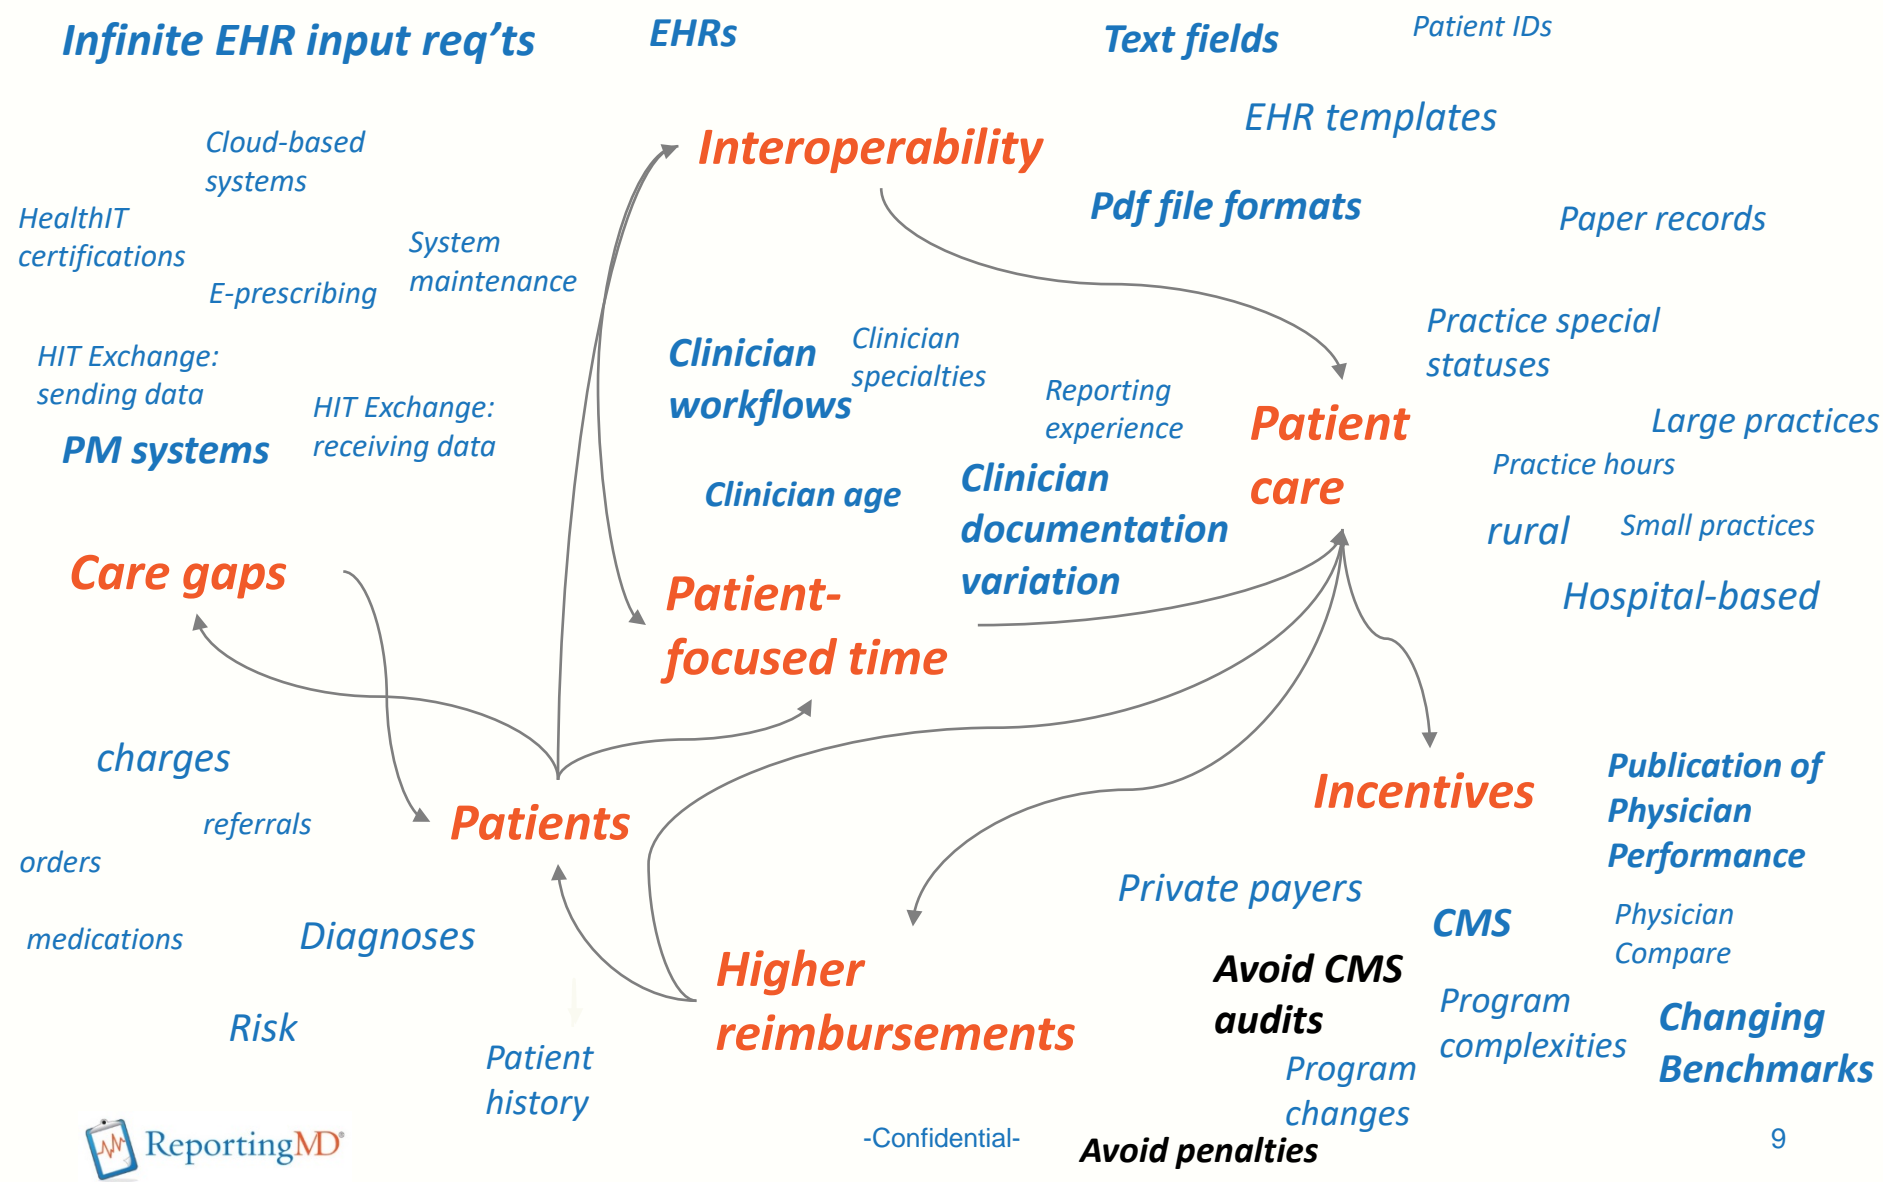 Infinite EHR input req’ts
EHRs
Text fields
Patient IDs
EHR templates
Cloud-based
systems
Interoperability
HealthIT
certifications
System
maintenance
E-prescribing
Pdf file formats
Paper records
HIT Exchange:
sending data
HIT Exchange:
receiving data
PM systems
Clinician
workflows
Clinician
specialties
Reporting
experience
Practice special
statuses
Patient
care
Large practices
Practice hours
Clinician age
Clinician
documentation
variation
rural
Small practices
Hospital-based
Care gaps
Patient-
focused time
charges
referrals
orders
medications
Diagnoses
Patients
Incentives
Publication of
Physician
Performance
Private payers
CMS
Physician
Compare
Higher
reimbursements
Avoid CMS
audits
Program
complexities
Changing
Benchmarks
Risk
Patient
history
Program
changes
ReportingMD®
-Confidential-
Avoid penalties
9